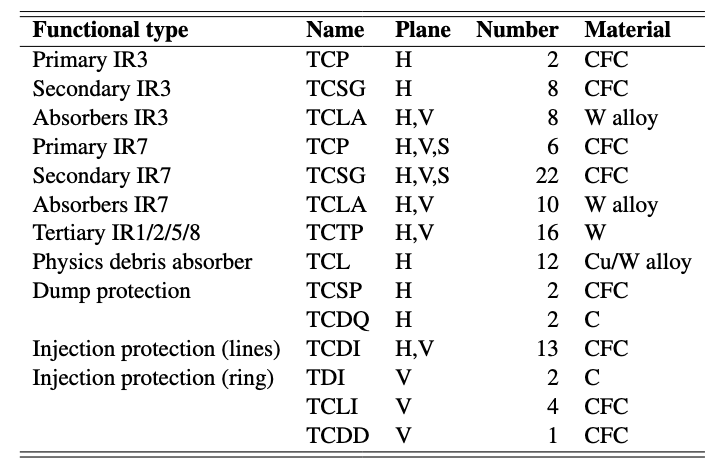 Functional type Name Plane Number Material
Primary IR3 TCP H 2 CFC
Secondary IR3 TCSG H 8 CFC
Absorbers IR3 TCLA H,V 8 W alloy
Primary IR7 TCP H,V,S 6 CFC
Secondary IR7 TCSG H,V,S 22 CFC
Absorbers IR7 TCLA H,V 10 W alloy
Tertiary IR1/2/5/8 TCTP H,V 16 W
Physics debris absorber TCL H 12 Cu/W alloy
Dump protection TCSP H 2 CFC
TCDQ H 2 C
Injection protection (lines) TCDI H,V 13 CFC
Injection protection (ring) TDI V 2 C
TCLI V 4 CFC
TCDD V 1 CFC